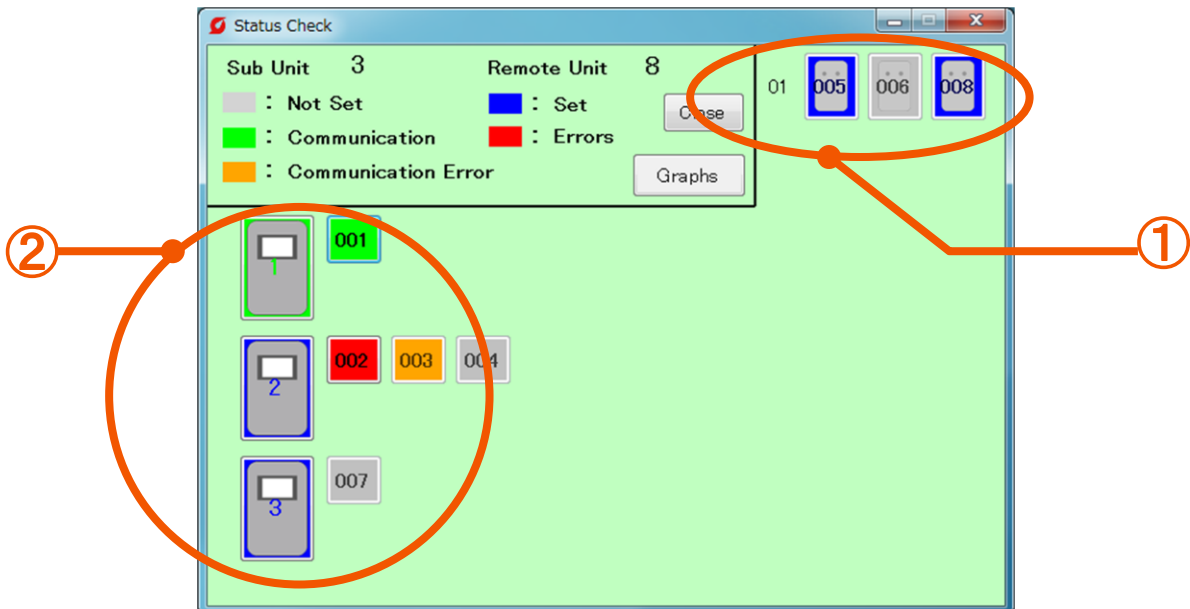 Status Check
Sub Unit 3 Remote Unit 8
: Not Set : Set
Close
: Communication : Errors
: Communication Error
Graphs
01 005 006 008
①
②
1 001
2 002 003 004
3 007